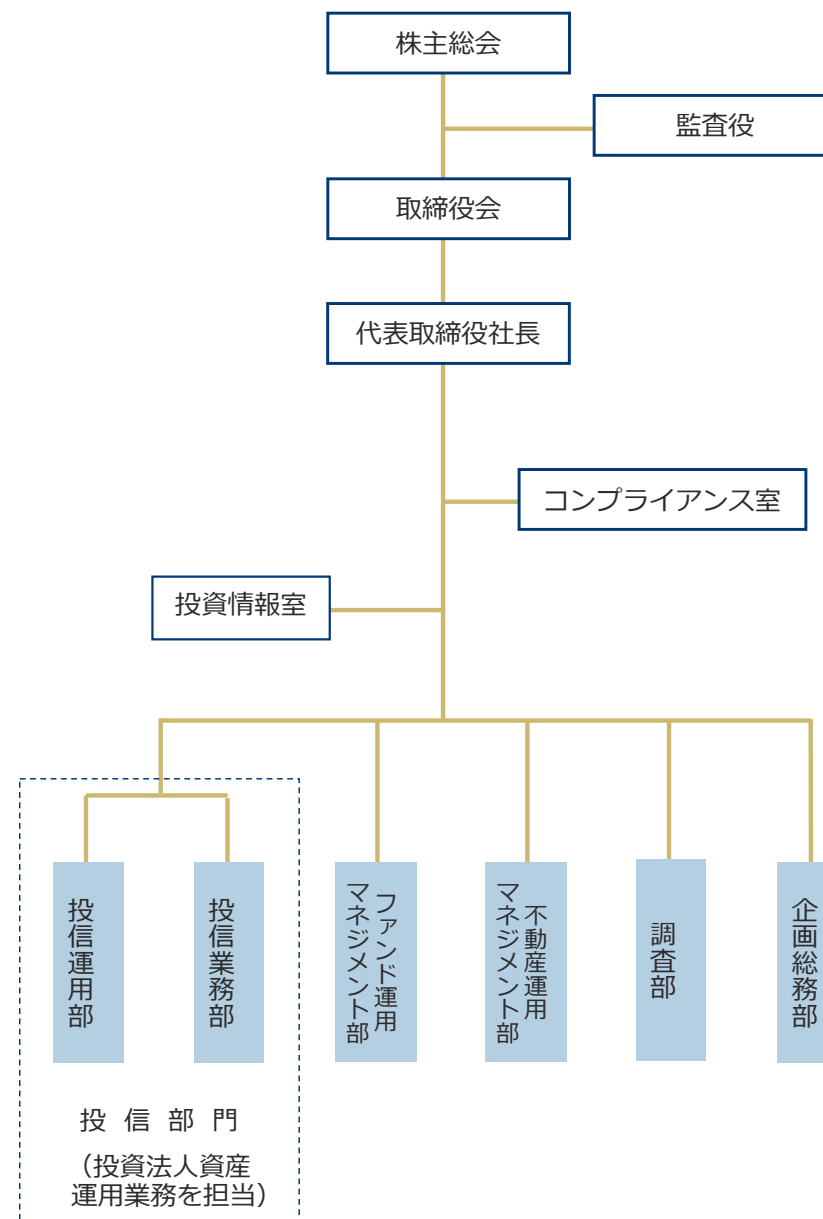 株主総会
監査役
取締役会
代表取締役社長
コンプライアンス室
投資情報室
投信運用部
投信業務部
ファンド運用
マネジメント部
不動産運用
マネジメント部
調査部
企画総務部
投信部門
（投資法人資産
運用業務を担当）